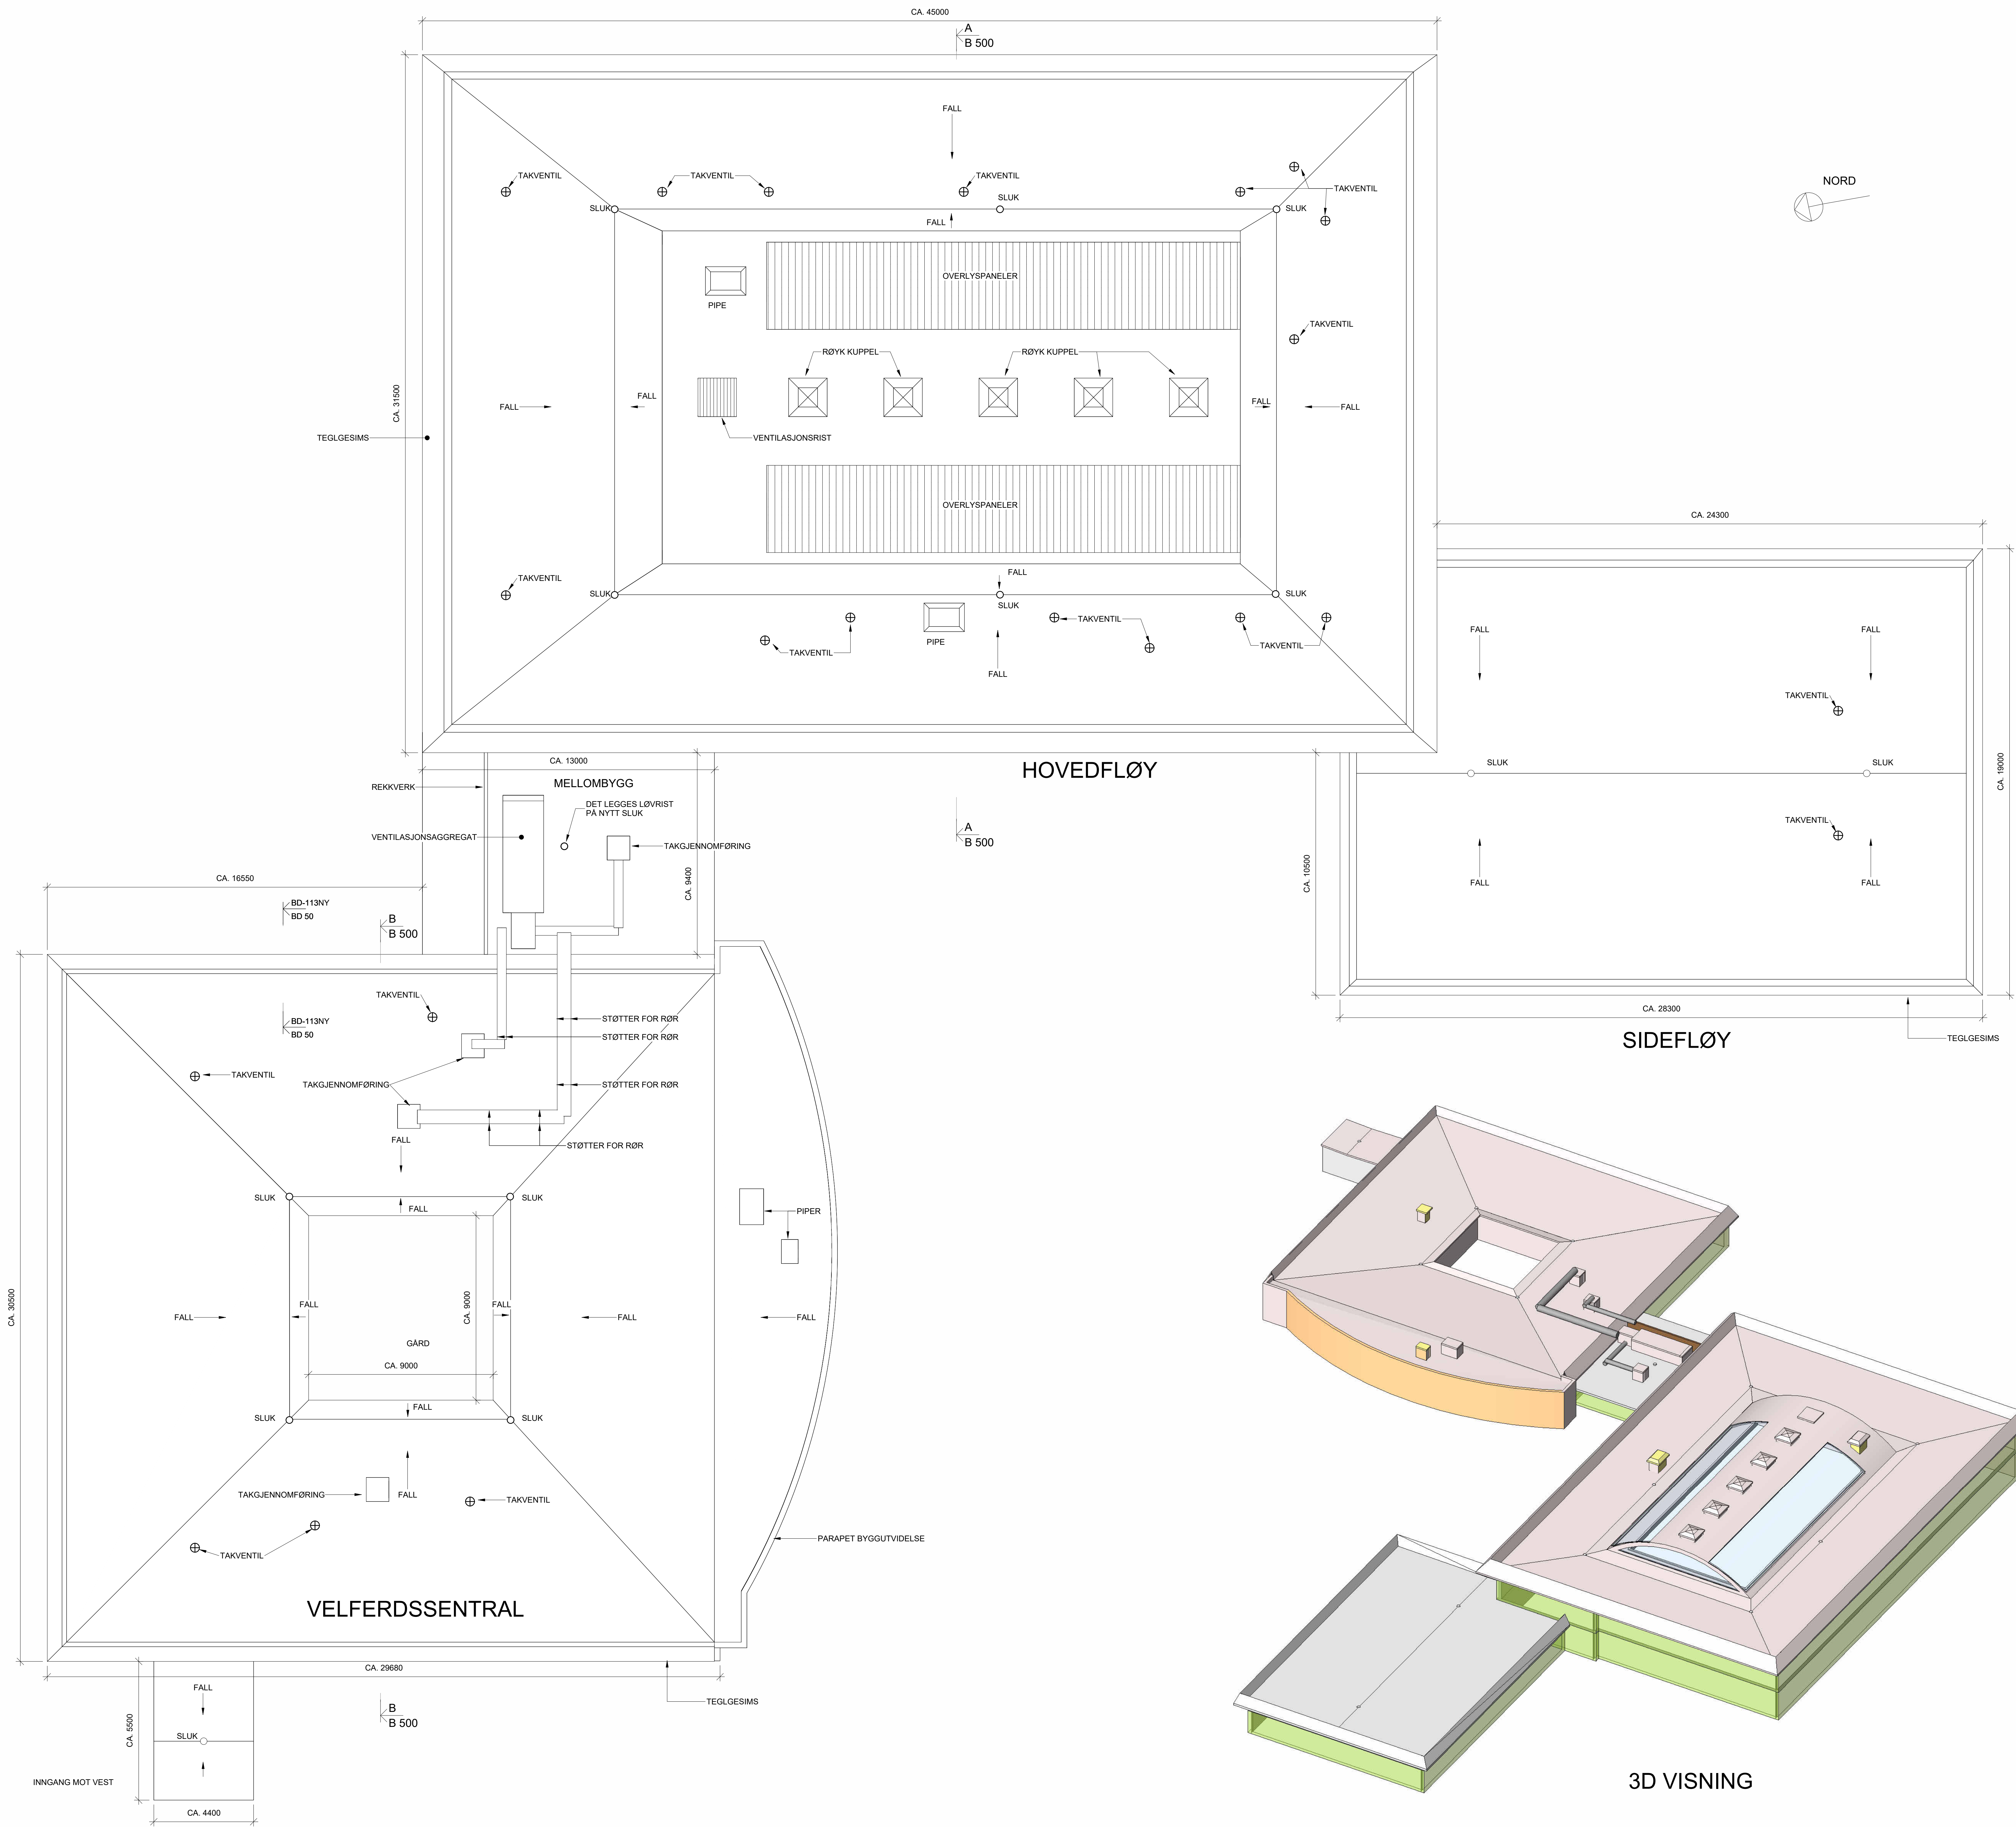 CA. 45000
A
B 500
FALL
TAKVENTIL
TAKVENTIL
TAKVENTIL
TAKVENTIL
NORD
SLUK
SLUK
SLUK
FALL
OVERLYSPANELER
PIPE
TAKVENTIL
RØYK KUPPEL
RØYK KUPPEL
CA. 31500
FALL
FALL
FALL
FALL
TEGLGESIMS
VENTILASJONSRIST
OVERLYSPANELER
CA. 24300
TAKVENTIL
FALL
SLUK
SLUK
SLUK
TAKVENTIL
PIPE
TAKVENTIL
TAKVENTIL
FALL
FALL
FALL
TAKVENTIL
SLUK
SLUK
CA. 19000
TAKVENTIL
FALL
FALL
CA. 10500
CA. 28300
SIDEFLØY
TEGLGESIMS
HOVEDFLØY
CA. 13000
MELLOMBYGG
REKKVERK
DET LEGGES LØVRIST
PÅ NYTT SLUK
VENTILASJONSAGGREGAT
TAKGJENNOMFØRING
A
B 500
CA. 9400
CA. 16550
BD-113NY
BD 50
B
B 500
TAKVENTIL
BD-113NY
BD 50
STØTTER FOR RØR
STØTTER FOR RØR
TAKVENTIL
TAKGJENNOMFØRING
STØTTER FOR RØR
FALL
STØTTER FOR RØR
SLUK
SLUK
FALL
PIPER
CA. 30500
FALL
FALL
CA. 9000
FALL
FALL
FALL
GÅRD
CA. 9000
SLUK
FALL
SLUK
TAKGJENNOMFØRING
FALL
TAKVENTIL
TAKVENTIL
PARAPET BYGGUTVIDELSE
VELFERDSSENTRAL
CA. 29680
FALL
TEGLGESIMS
B
B 500
CA. 5500
SLUK
INNGANG MOT VEST
CA. 4400
3D VISNING